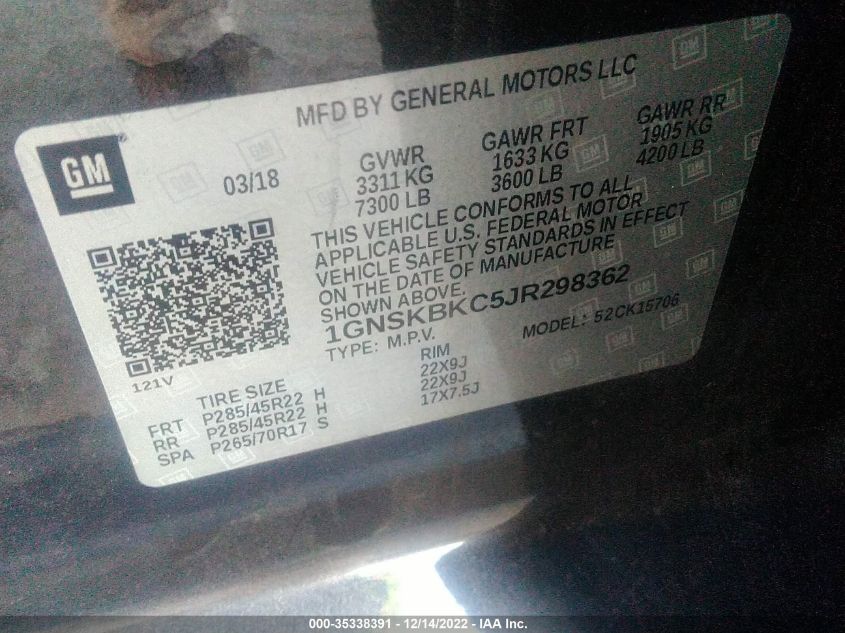 MFD BY GENERAL MOTORS LLC
GM
03/18
GVWR GAWR FRT GAWR RR
3311 KG 1633 KG 1905 KG
7300 LB 3600 LB 4200 LB
THIS VEHICLE CONFORMS TO ALL
APPLICABLE U.S. FEDERAL MOTOR
VEHICLE SAFETY STANDARDS IN EFFECT
ON THE DATE OF MANUFACTURE
SHOWN ABOVE.
1GNSKBKC5JR298362
TYPE: M.P.V. MODEL: 52CK15706
121V
TIRE SIZE RIM
FRT P285/45R22 H 22X9J
RR P285/45R22 H 22X9J
SPA P265/70R17 S 17X7.5J
000-35338391 - 12/14/2022 - IAA Inc.